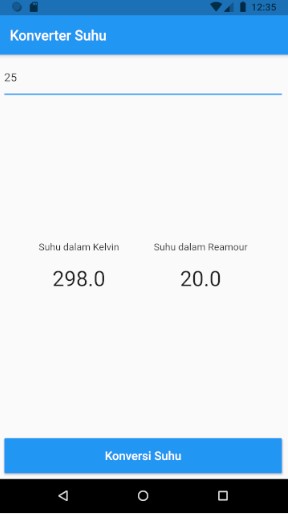 12:35
Konverter Suhu
25
Suhu dalam Kelvin
Suhu dalam Reamour
298.0
20.0
Konversi Suhu